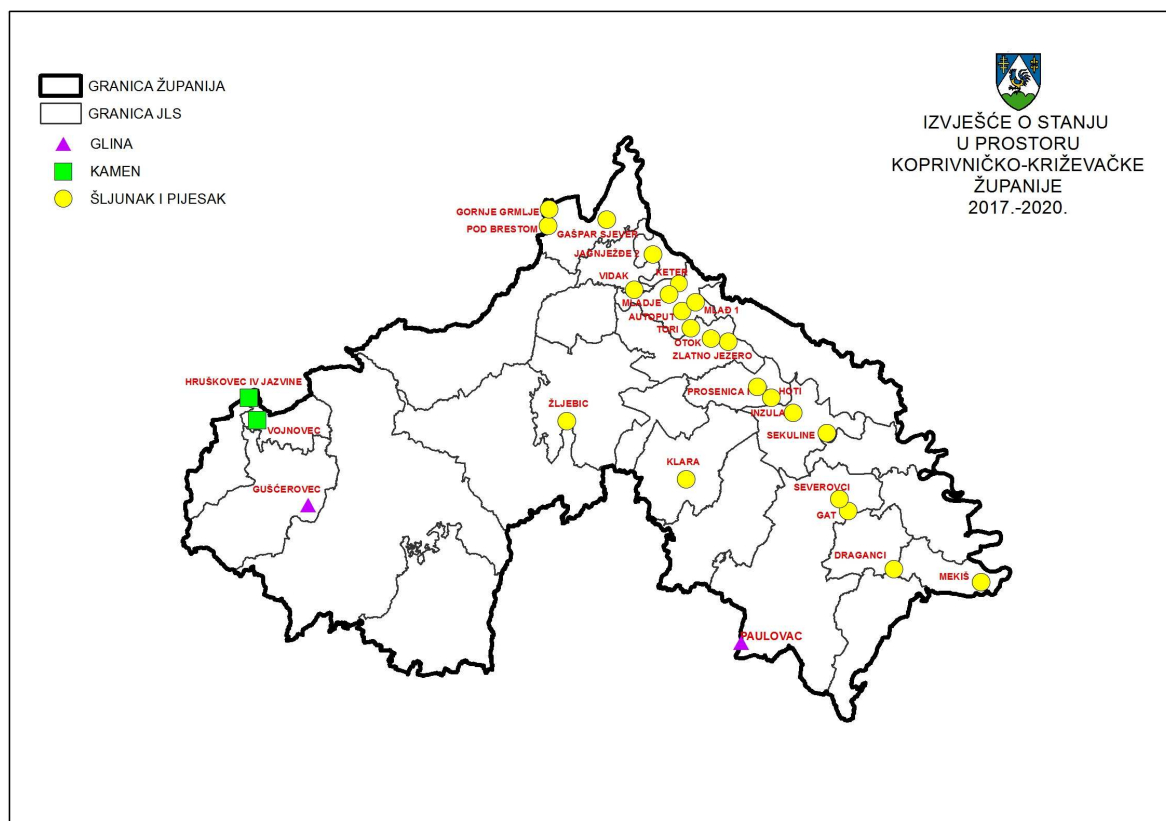 GRANICA ŽUPANIJA
GRANICA JLS
GLINA
KAMEN
ŠLJUNAK I PIJESAK
IZVJEŠĆE O STANJU
U PROSTORU
KOPRIVNIČKO-KRIŽEVAČKE
ŽUPANIJE
2017.-2020.
GORNJE GRMLJE
POD BRESTOM
GAŠPAR SJEVER
JAGNJEŽĐE 2
VIDAK
KETER
MLADJE
MLAĐ 1
AUTOPUT
TORI
OTOK
ZLATNO JEZERO
HRUŠKOVEC IV JAZVINE
VOJNOVEC
ŽLJEBIC
PROSENICA I
HOTI
INZULA
SEKULINE
KLARA
GUŠĆEROVEC
SEVEROVCI
GAT
DRAGANCI
MEKIŠ
PAULOVAC